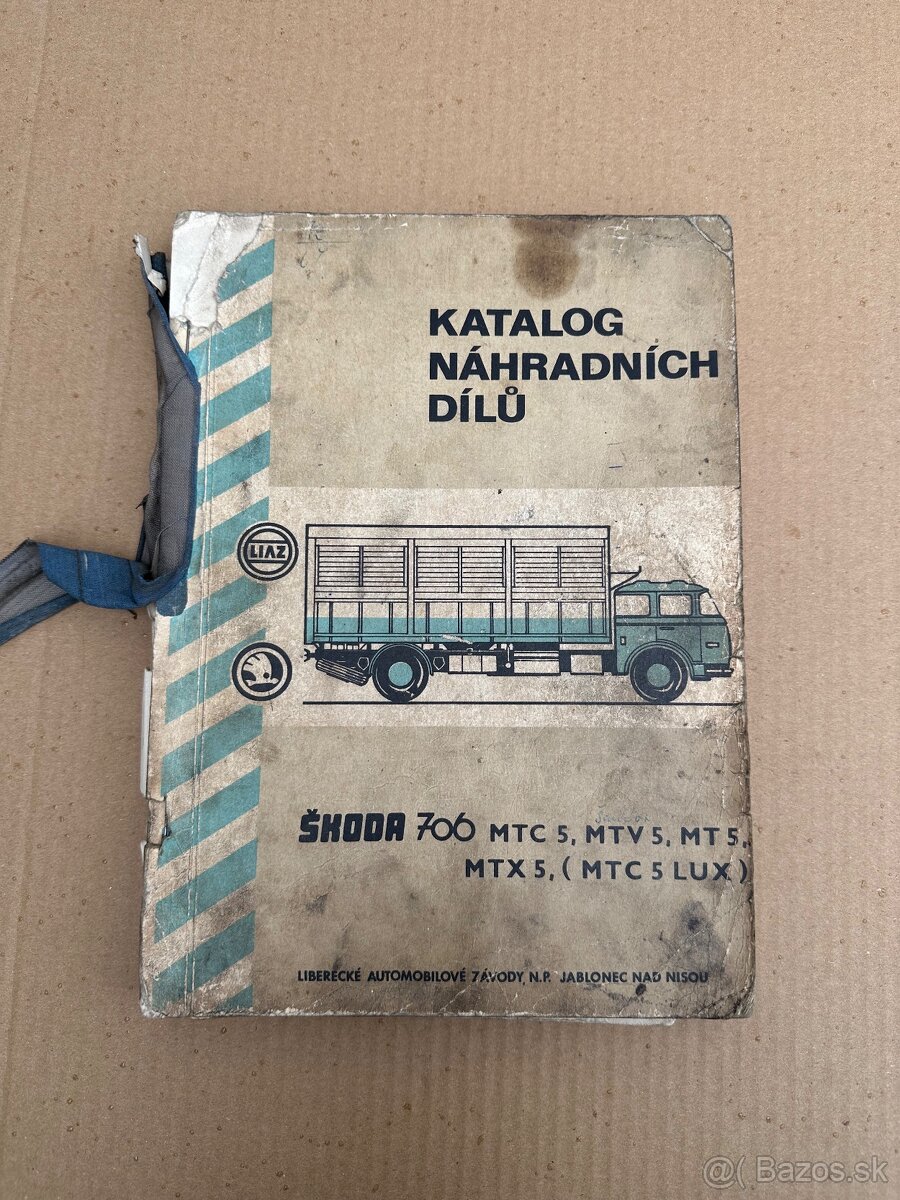 KATALOG
NÁHRADNÍCH
DÍLŮ
LIAZ
ŠKODA 706 MTC 5, MTV 5, MT 5,
MTX 5, ( MTC 5 LUX )
LIBERECKÉ AUTOMOBILOVÉ ZÁVODY, N.P. JABLONEC NAD NISOU
@( Bazos.sk